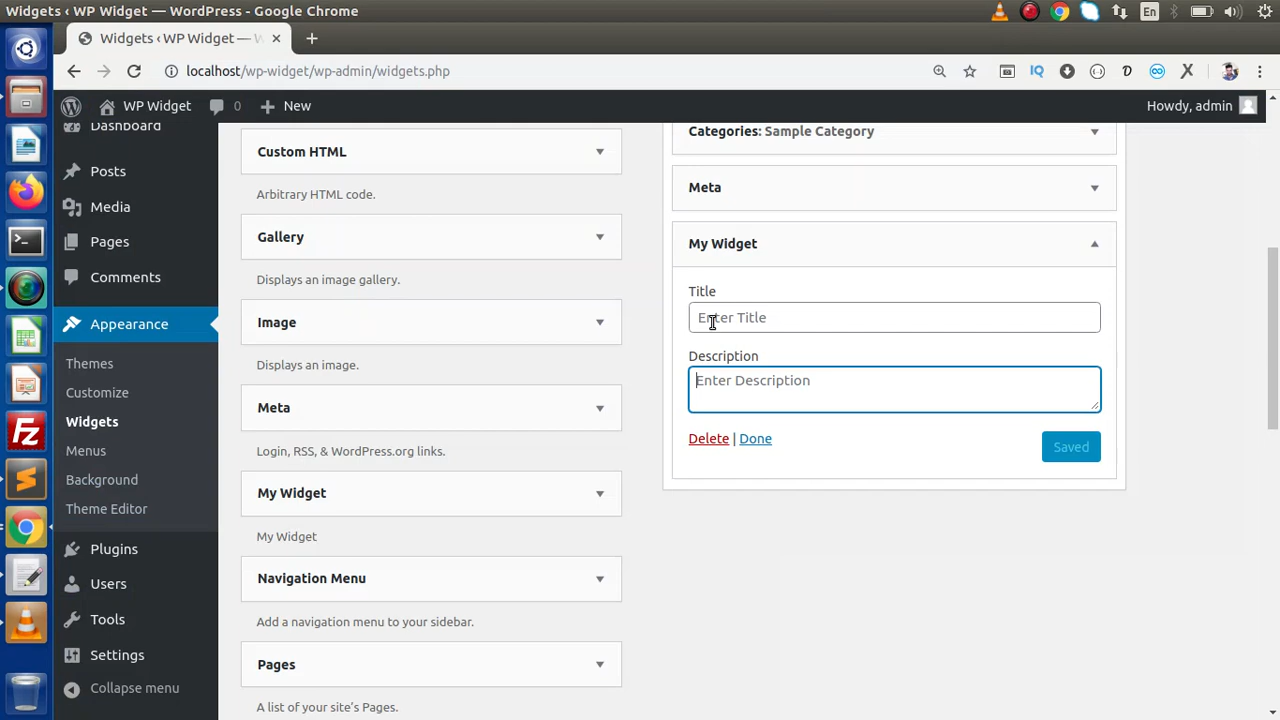 Widgets ‹ WP Widget — WordPress - Google Chrome
En
Widgets ‹ WP Widget —
localhost/wp-widget/wp-admin/widgets.php
WP Widget
0
New
Howdy, admin
Dashboard
Posts
Media
Pages
Comments
Appearance
Themes
Customize
Widgets
Menus
Background
Theme Editor
Plugins
Users
Tools
Settings
Collapse menu
Custom HTML
Arbitrary HTML code.
Gallery
Displays an image gallery.
Image
Displays an image.
Meta
Login, RSS, & WordPress.org links.
My Widget
My Widget
Navigation Menu
Add a navigation menu to your sidebar.
Pages
A list of your site's Pages.
Categories: Sample Category
Meta
My Widget
Title
Enter Title
Description
Enter Description
Delete | Done
Saved